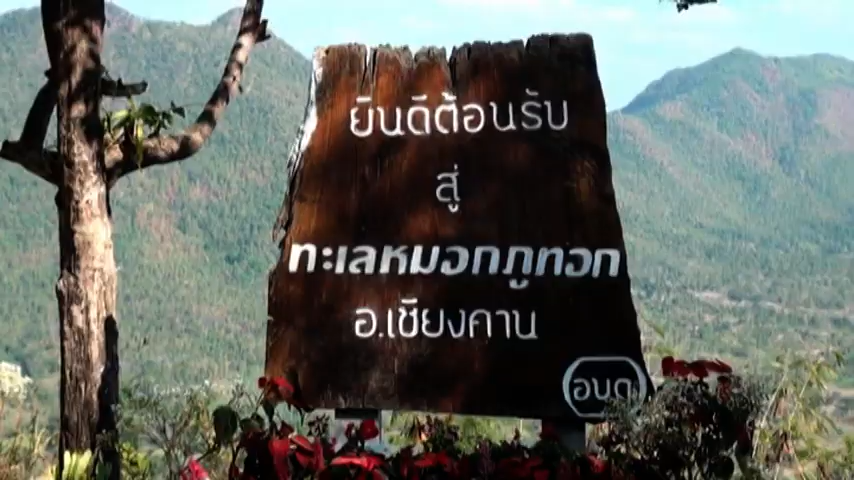 ยินดีต้อนรับ
สู่
ทะเลหมอกภูทอก
อ.เชียงคาน
อบต